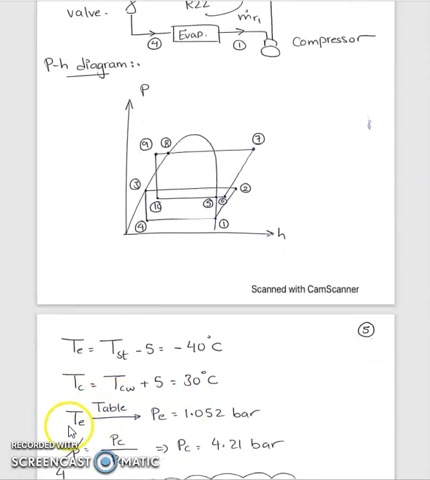 valve.
R22
ṁr₁
④ Evap. ①
Compressor
P-h diagram:-
P
⑨ ⑧ ⑦
③ ②
⑩ ⑤ ⑥
④ ①
h
Scanned with CamScanner
⑤
Te = Tst - 5 = -40°C
Tc = Tcw + 5 = 30°C
Te Table → Pe = 1.052 bar
= Pc ⇒ Pc = 4.21 bar
4
RECORDED WITH
SCREENCAST MATIC